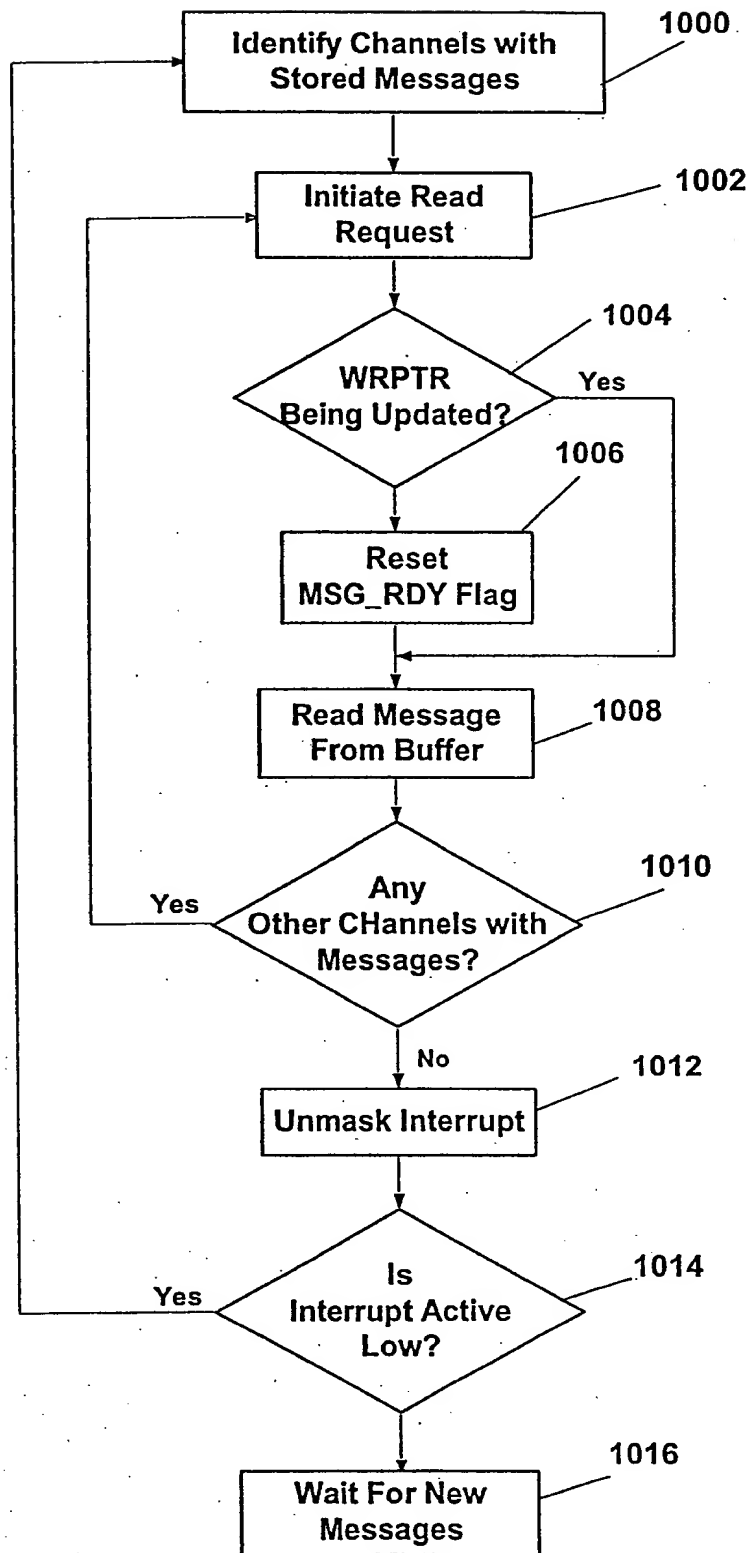 Identify Channels with
Stored Messages
1000
Initiate Read
Request
1002
WRPTR
Being Updated?
1004
Yes
1006
Reset
MSG_RDY Flag
Read Message
From Buffer
1008
Any
Other CHannels with
Messages?
1010
Yes
No
1012
Unmask Interrupt
Is
Interrupt Active
Low?
1014
Yes
1016
Wait For New
Messages